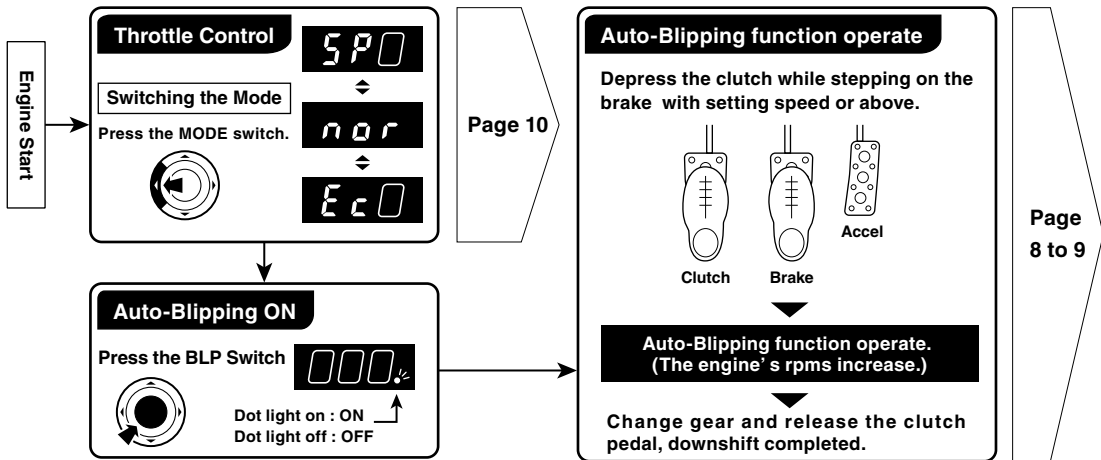 Engine Start
Throttle Control
Switching the Mode
Press the MODE switch.
SP0
nor
Ec0
Page 10
Auto-Blipping ON
Press the BLP Switch
000.
Dot light on : ON
Dot light off : OFF
Auto-Blipping function operate
Depress the clutch while stepping on the
brake with setting speed or above.
Clutch
Brake
Accel
Auto-Blipping function operate.
(The engine's rpms increase.)
Change gear and release the clutch
pedal, downshift completed.
Page
8 to 9